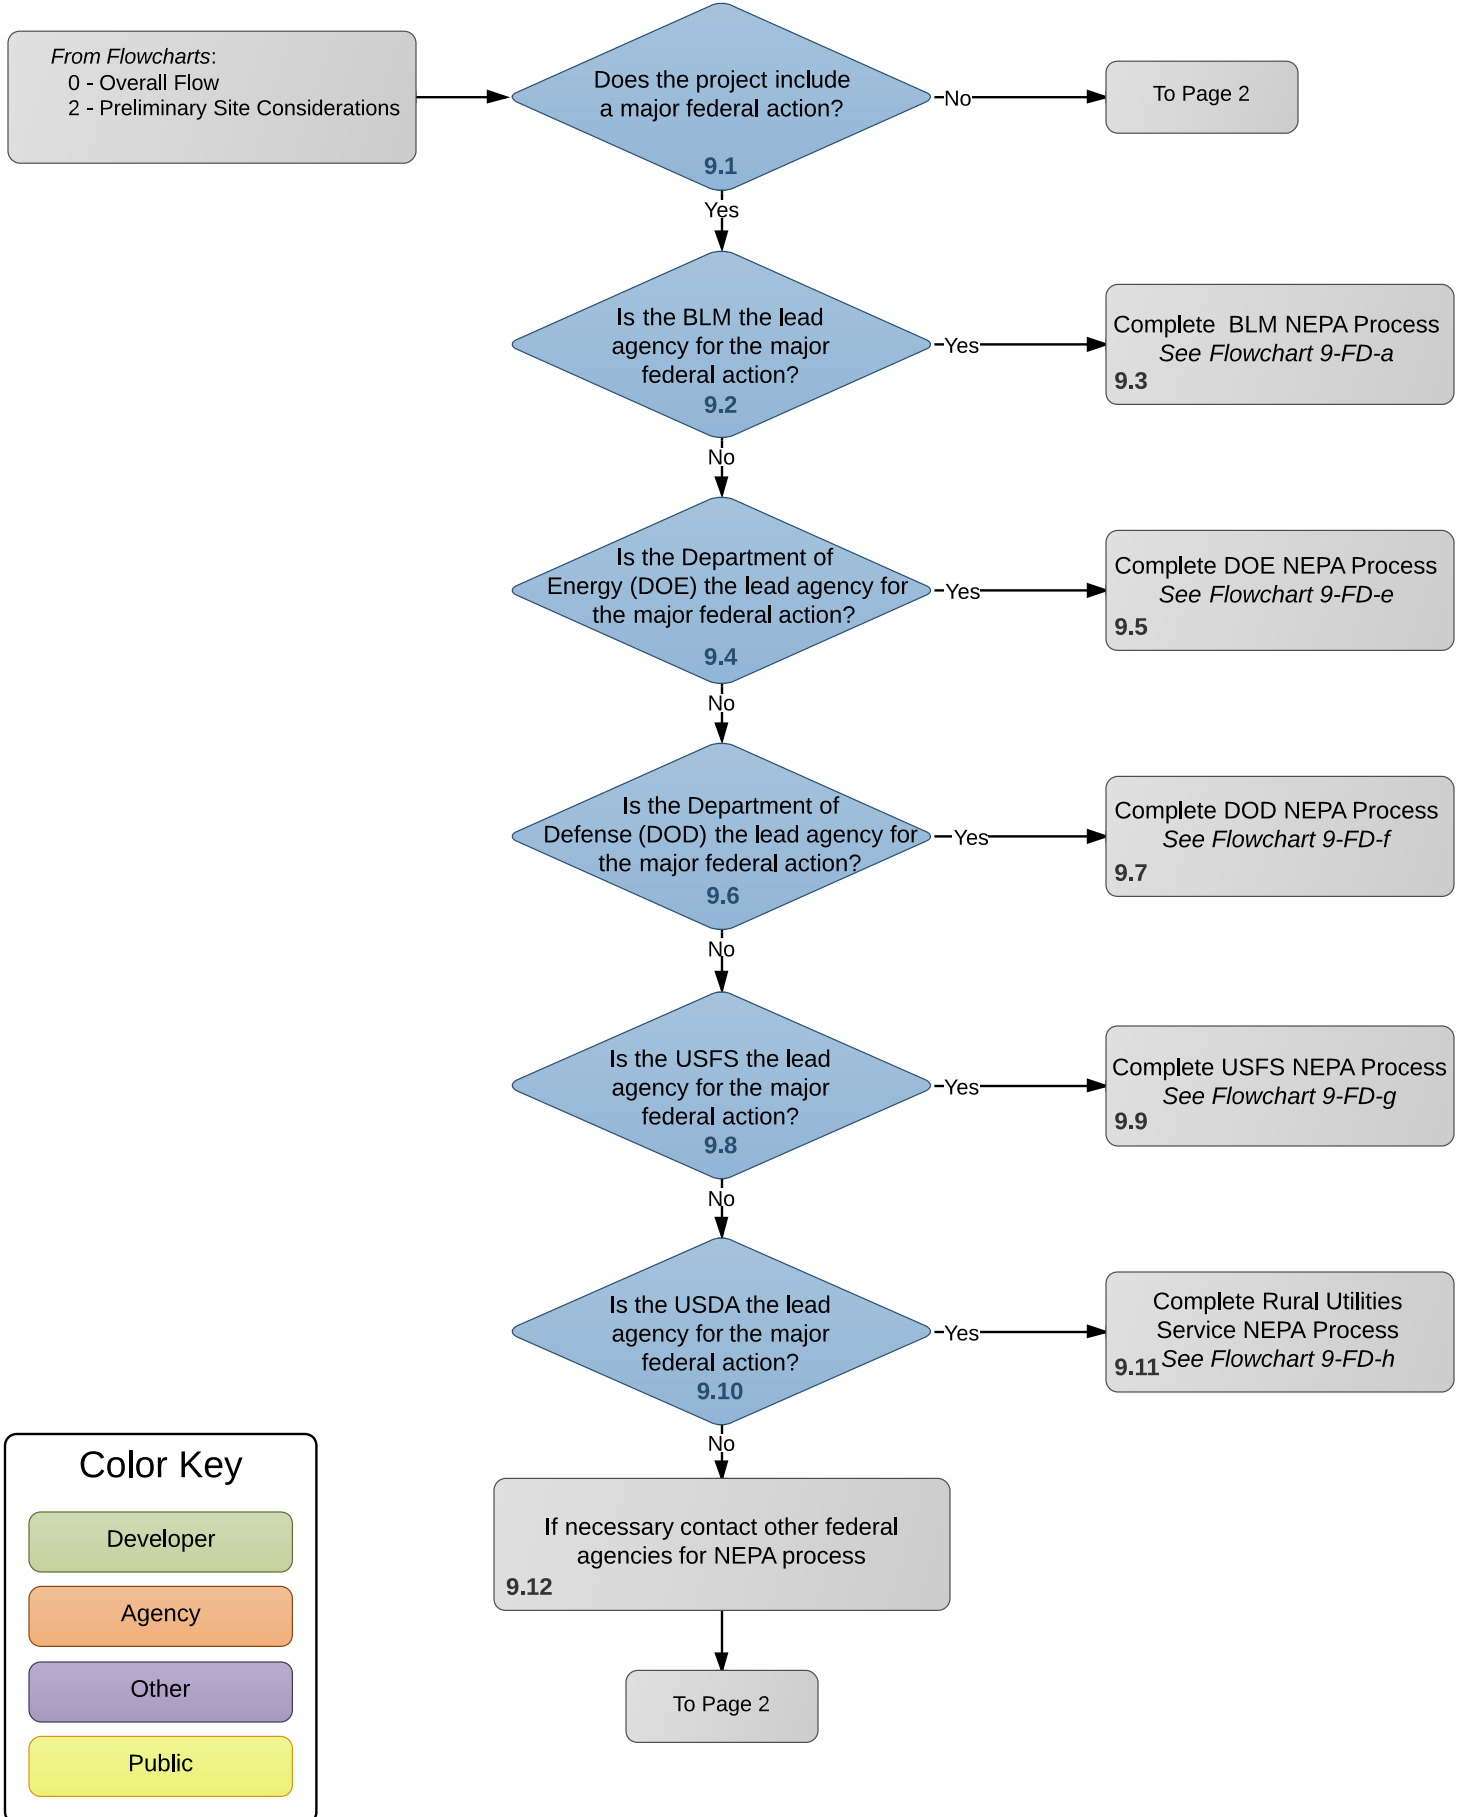 From Flowcharts:
0 - Overall Flow
2 - Preliminary Site Considerations
Does the project include
a major federal action?
9.1
No
To Page 2
Yes
Is the BLM the lead
agency for the major
federal action?
9.2
Yes
Complete BLM NEPA Process
See Flowchart 9-FD-a
9.3
No
Is the Department of
Energy (DOE) the lead agency for
the major federal action?
9.4
Yes
Complete DOE NEPA Process
See Flowchart 9-FD-e
9.5
No
Is the Department of
Defense (DOD) the lead agency for
the major federal action?
9.6
Yes
Complete DOD NEPA Process
See Flowchart 9-FD-f
9.7
No
Is the USFS the lead
agency for the major
federal action?
9.8
Yes
Complete USFS NEPA Process
See Flowchart 9-FD-g
9.9
No
Is the USDA the lead
agency for the major
federal action?
9.10
Yes
Complete Rural Utilities
Service NEPA Process
See Flowchart 9-FD-h
9.11
No
If necessary contact other federal
agencies for NEPA process
9.12
To Page 2
Color Key
Developer
Agency
Other
Public